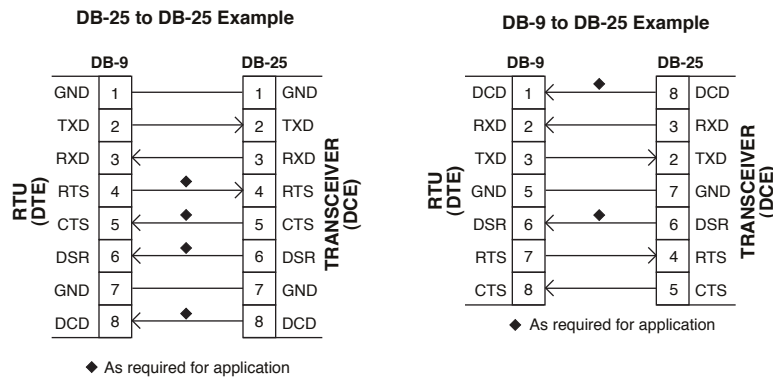 DB-25 to DB-25 Example
DB-9 DB-25
RTU
(DTE)
GND 1 1 GND
TXD 2 2 TXD
RXD 3 3 RXD
RTS 4 ◆ 4 RTS
CTS 5 ◆ 5 CTS
DSR 6 ◆ 6 DSR
GND 7 7 GND
DCD 8 ◆ 8 DCD
TRANSCEIVER
(DCE)
◆ As required for application
DB-9 to DB-25 Example
DB-9 DB-25
RTU
(DTE)
DCD 1 ◆ 8 DCD
RXD 2 3 RXD
TXD 3 2 TXD
GND 5 7 GND
DSR 6 ◆ 6 DSR
RTS 7 4 RTS
CTS 8 5 CTS
TRANSCEIVER
(DCE)
◆ As required for application